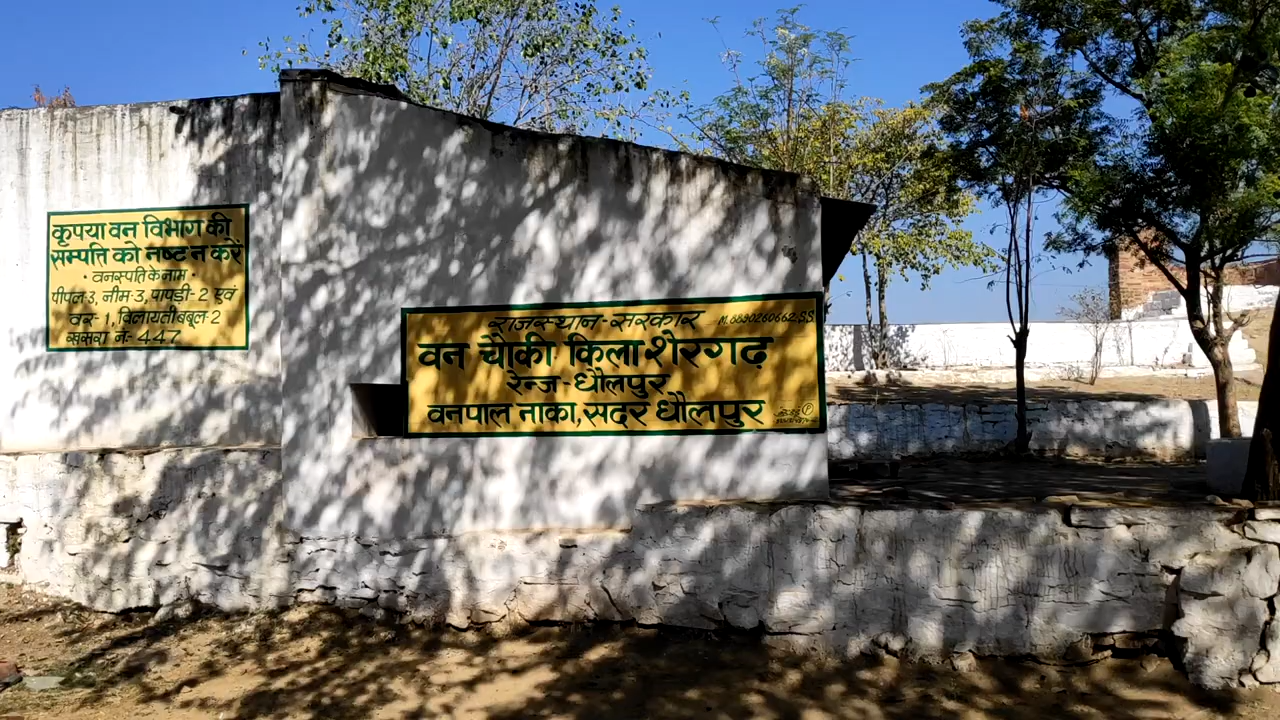 कृपया वन विभाग की
सम्पत्ति को नष्ट न करें
• वनस्पति के नाम •
पीपल-3, नीम-3, पापड़ी-2 एवं
वर-1, विलायती बबूल-2
खसरा नं- 447
राजस्थान-सरकार M.8890260662.S.S
वन चौकी किला शेरगढ़
रेन्ज-धौलपुर
वनपाल नाका, सदर धौलपुर